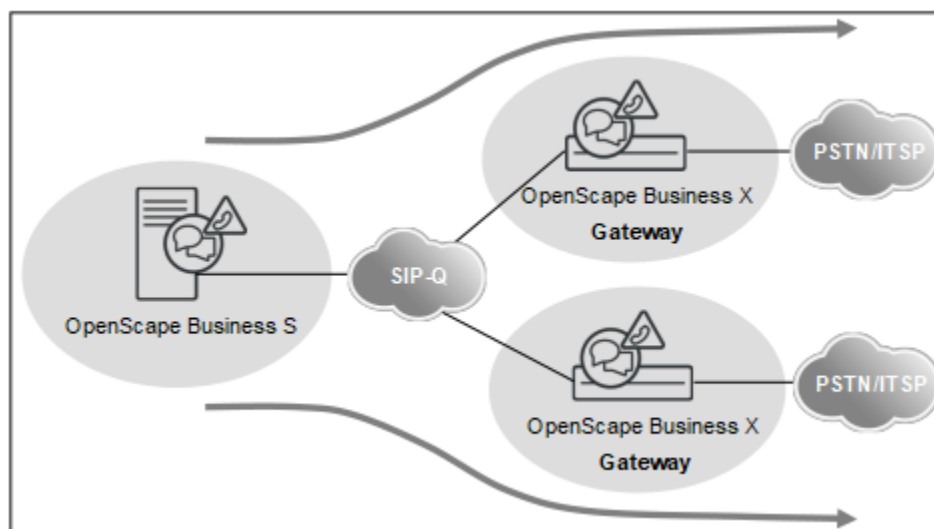 OpenScape Business X
Gateway
PSTN/ITSP
OpenScape Business S
SIP-Q
OpenScape Business X
Gateway
PSTN/ITSP